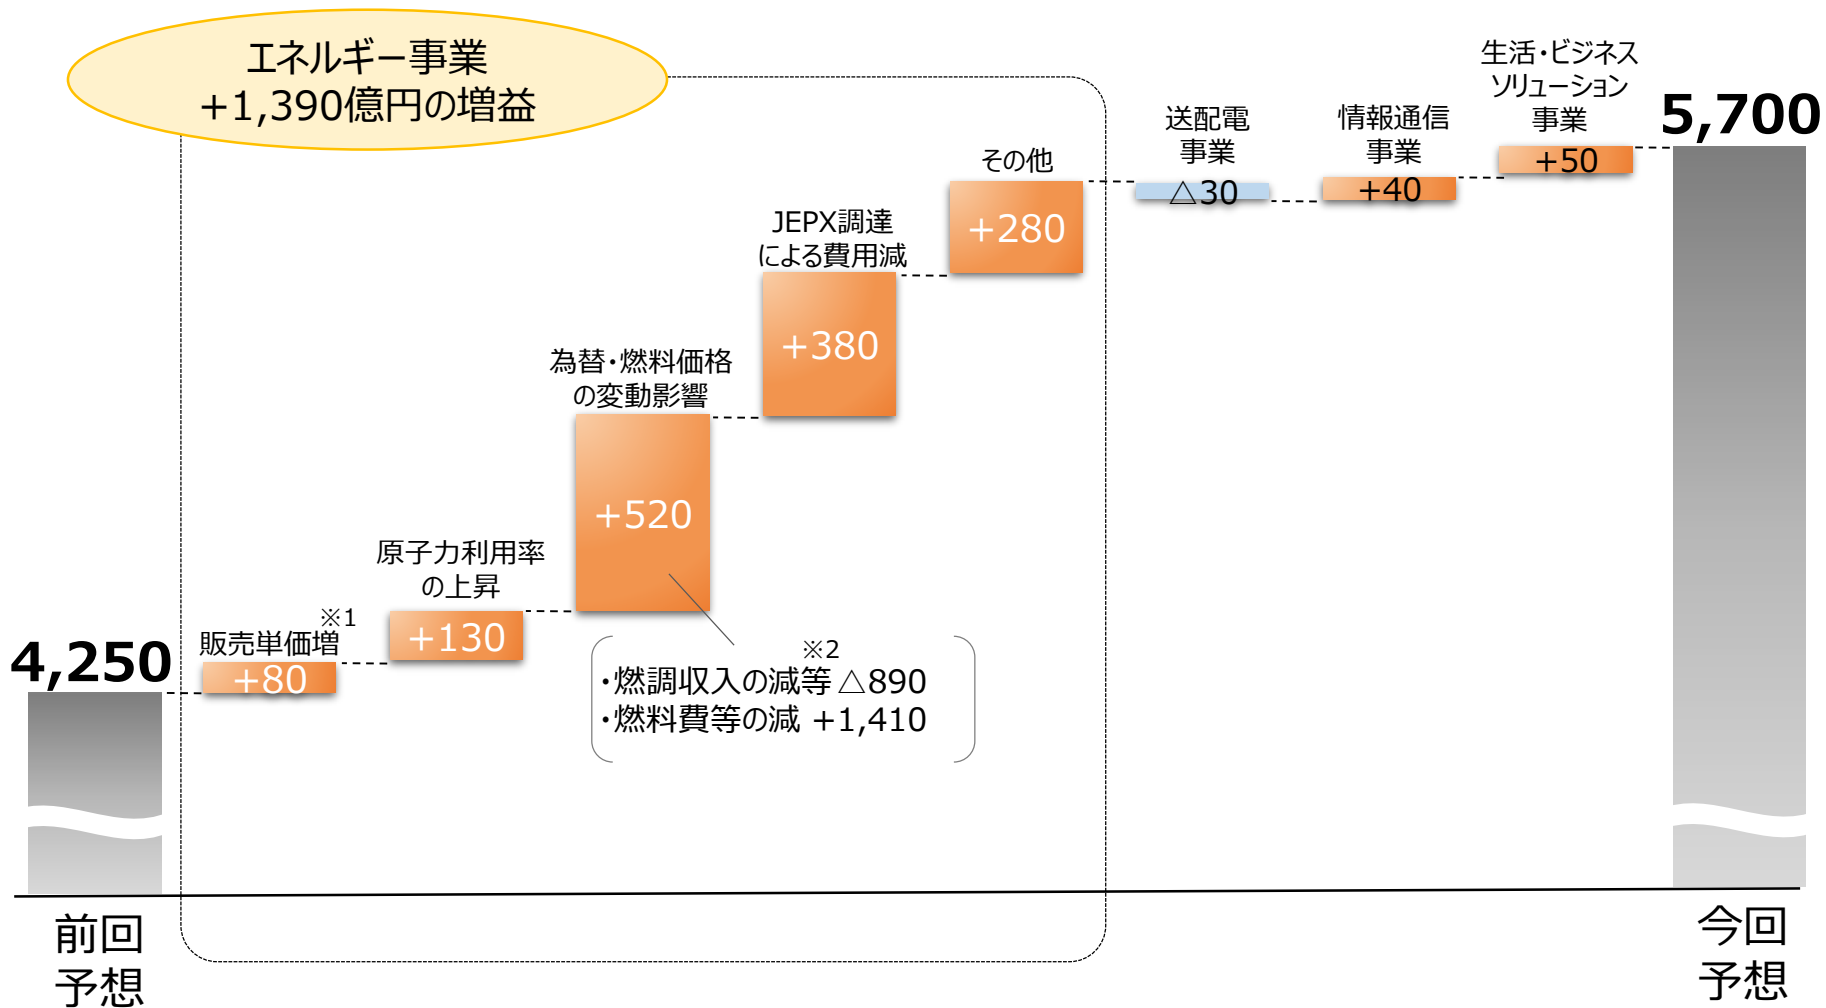 エネルギー事業
+1,390億円の増益
4,250
販売単価増※1
+80
原子力利用率
の上昇
+130
為替・燃料価格
の変動影響
+520
※2
・燃調収入の減等 △890
・燃料費等の減 +1,410
JEPX調達
による費用減
+380
その他
+280
送配電
事業
△30
情報通信
事業
+40
生活・ビジネス
ソリューション
事業
+50
5,700
前回
予想
今回
予想